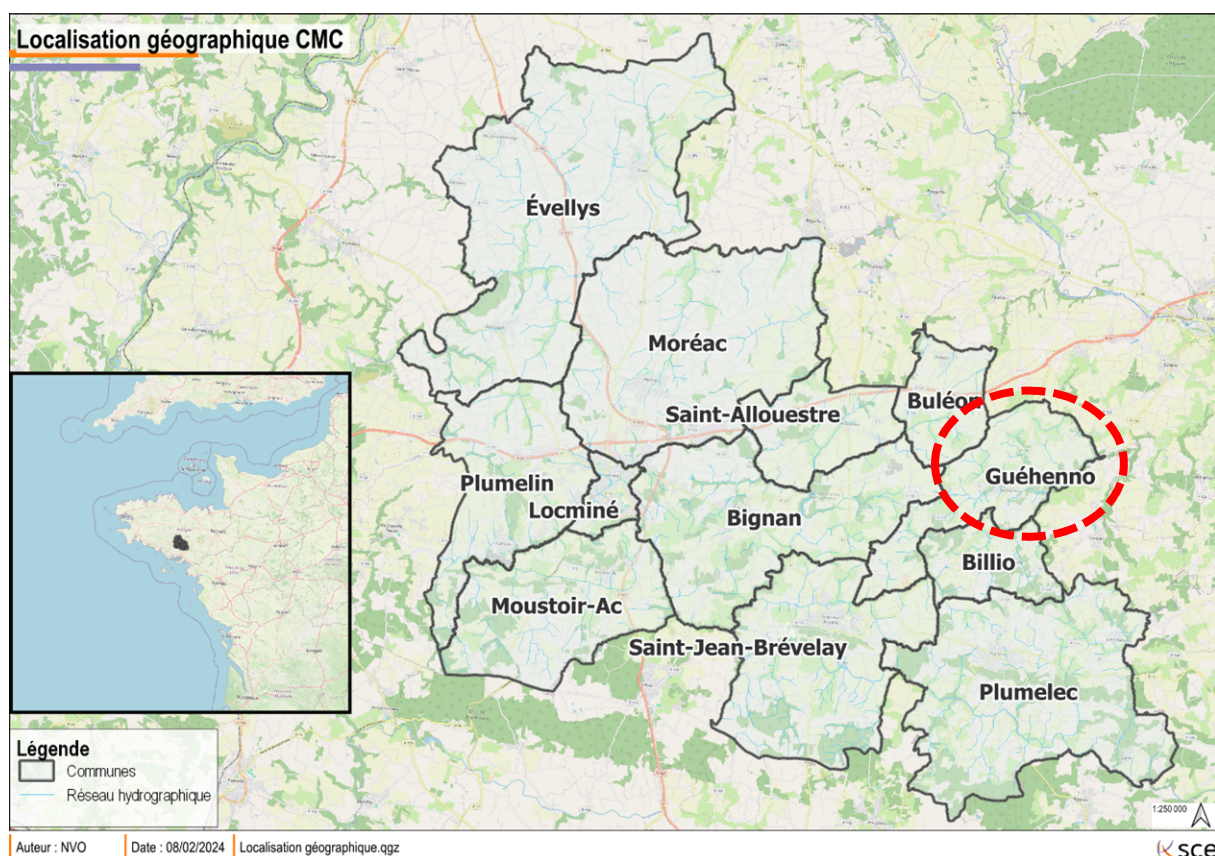 Localisation géographique CMC
Évellys
Moréac
Buléon
Saint-Allouestre
Guéhenno
Plumelin
Locminé
Bignan
Billio
Moustoir-Ac
Saint-Jean-Brévelay
Plumelec
Légende
Communes
Réseau hydrographique
1:250 000
Auteur : NVO
Date : 08/02/2024
Localisation géographique.qgz
sce